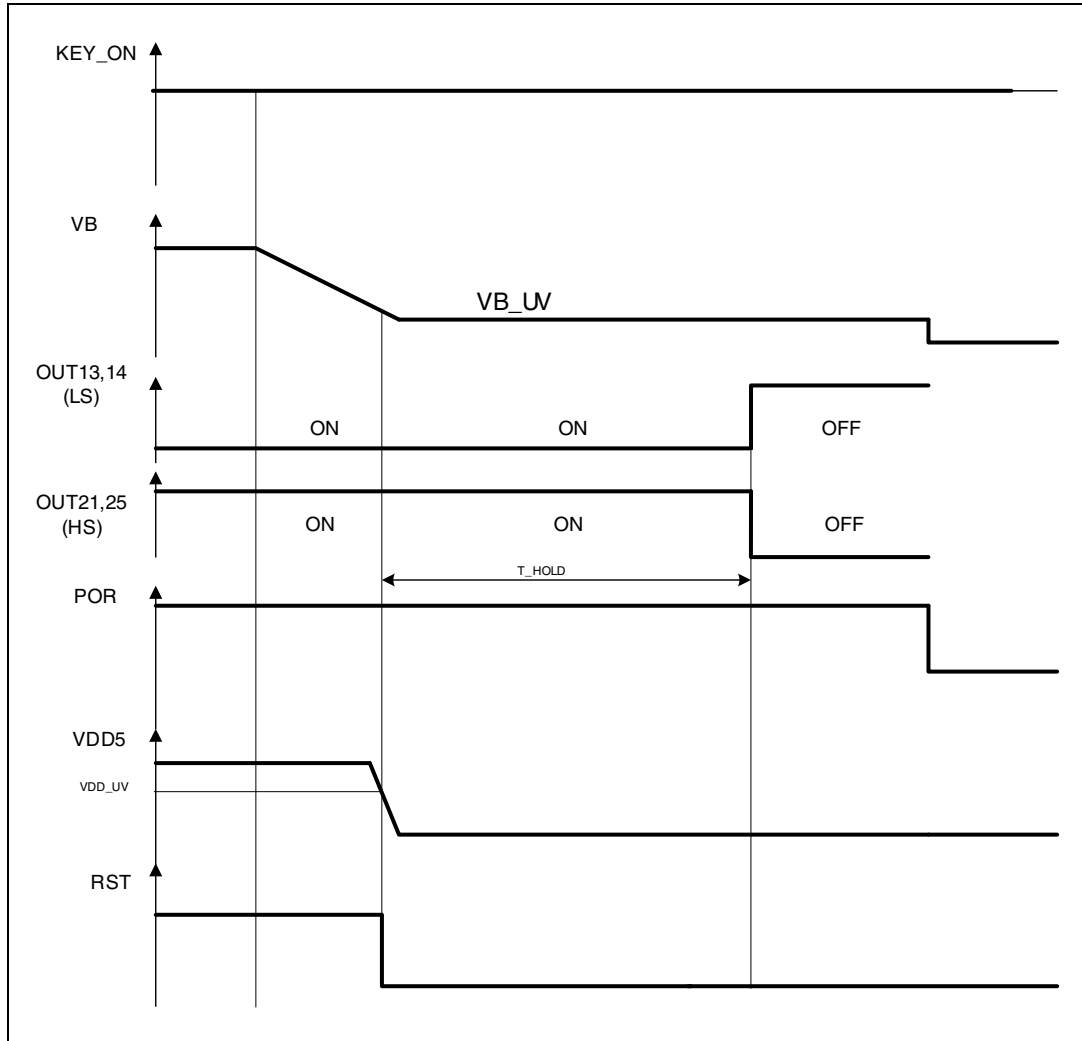 KEY_ON
VB
VB_UV
OUT13,14
(LS)
ON
ON
OFF
OUT21,25
(HS)
ON
ON
OFF
T_HOLD
POR
VDD5
VDD_UV
RST